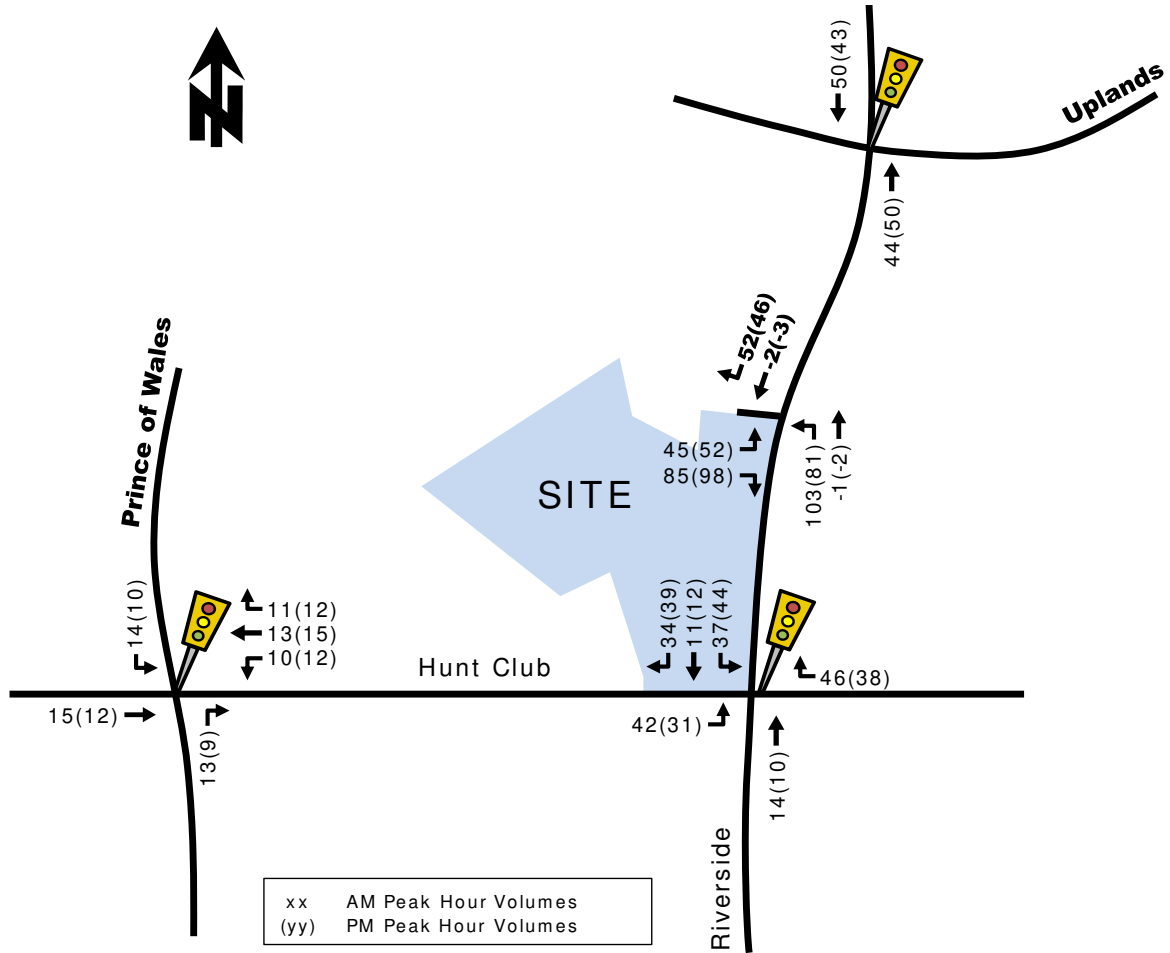 N
50(43)
Uplands
44(50)
52(46)
-2(-3)
Prince of Wales
45(52)
85(98)
103(81)
-1(-2)
SITE
14(10)
11(12)
13(15)
10(12)
34(39)
11(12)
37(44)
Hunt Club
46(38)
15(12)
13(9)
42(31)
14(10)
Riverside
xx AM Peak Hour Volumes
(yy) PM Peak Hour Volumes